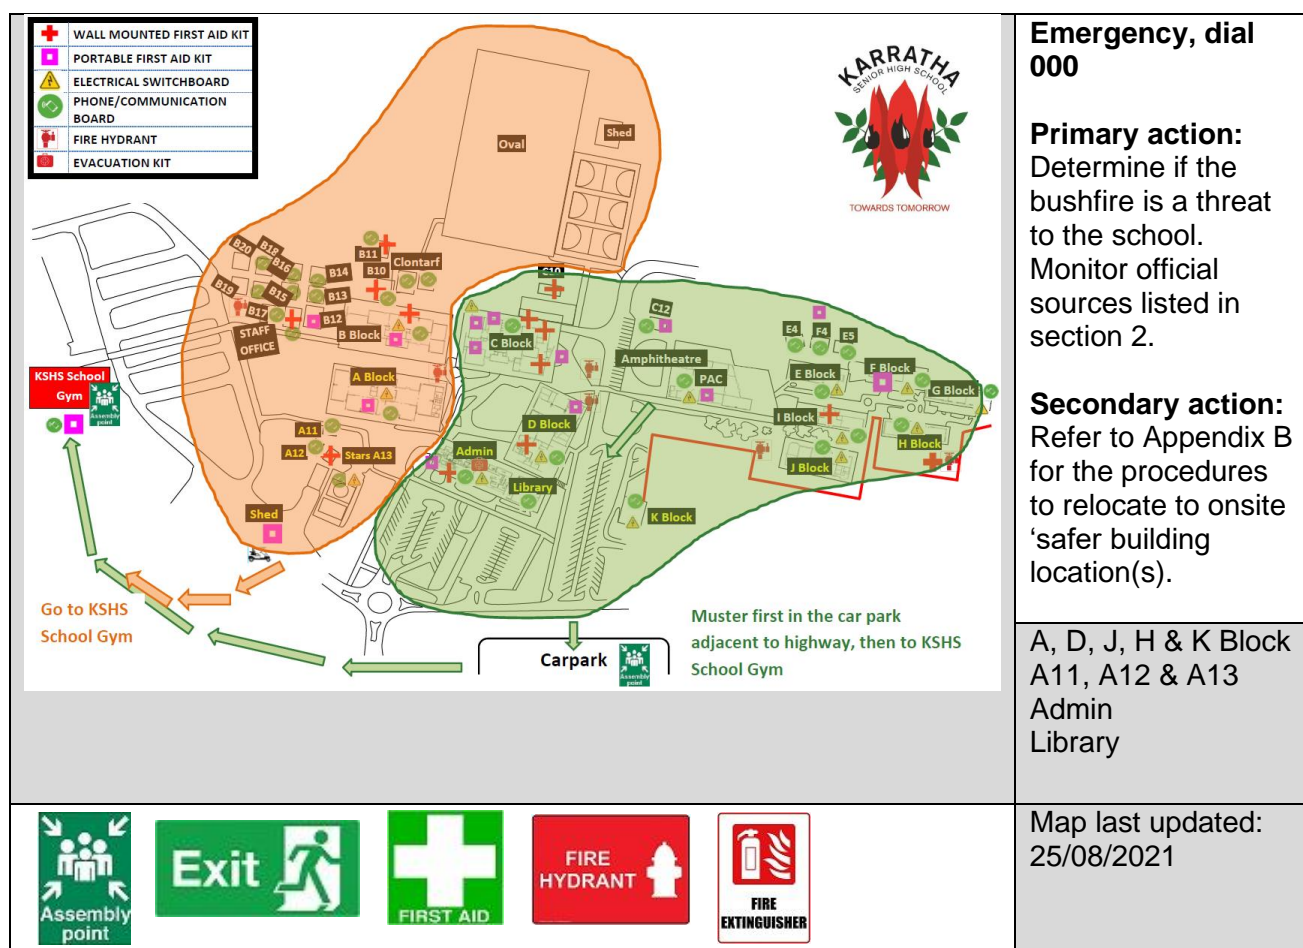 WALL MOUNTED FIRST AID KIT
PORTABLE FIRST AID KIT
ELECTRICAL SWITCHBOARD
PHONE/COMMUNICATION
BOARD
FIRE HYDRANT
EVACUATION KIT
KARRATHA
SENIOR HIGH SCHOOL
TOWARDS TOMORROW
Oval
Shed
B20
B18
B16
B14
B11
B10
Clontarf
B19
B15
B13
B17
B12
STAFF
OFFICE
B Block
C10
C12
C Block
Amphitheatre
PAC
E4
F4
E5
E Block
F Block
G Block
KSHS School
Gym
Assembly
point
A Block
D Block
I Block
H Block
J Block
A11
A12
Stars A13
Admin
Library
K Block
Shed
Go to KSHS
School Gym
Muster first in the car park
adjacent to highway, then to KSHS
School Gym
Carpark
Assembly
point
Emergency, dial
000
Primary action:
Determine if the
bushfire is a threat
to the school.
Monitor official
sources listed in
section 2.
Secondary action:
Refer to Appendix B
for the procedures
to relocate to onsite
‘safer building
location(s).
A, D, J, H & K Block
A11, A12 & A13
Admin
Library
Assembly
point
Exit
FIRST AID
FIRE
HYDRANT
FIRE
EXTINGUISHER
Map last updated:
25/08/2021